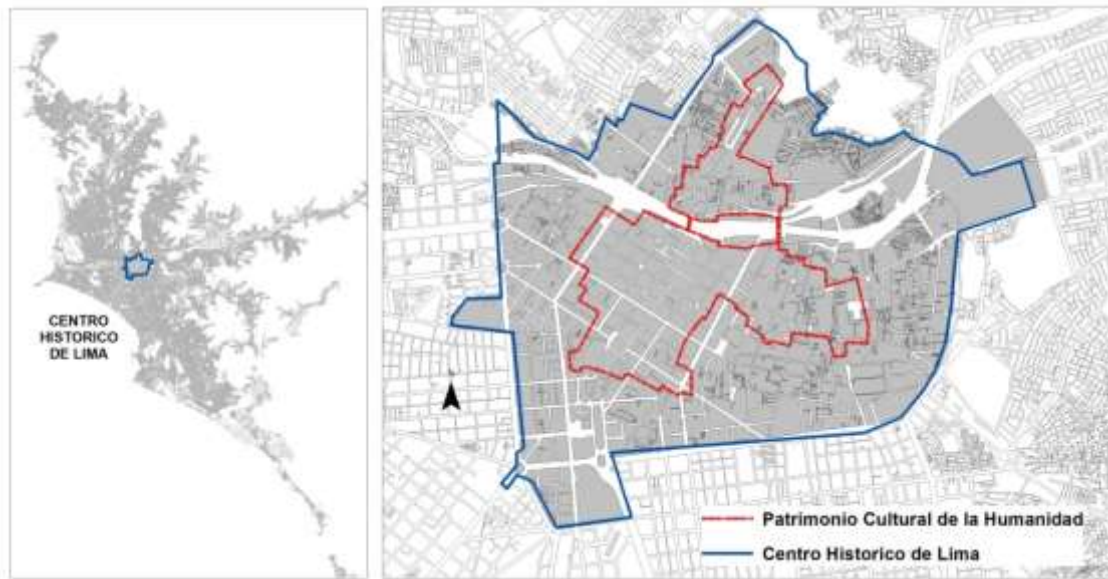 CENTRO
HISTORICO
DE LIMA
Patrimonio Cultural de la Humanidad
Centro Historico de Lima